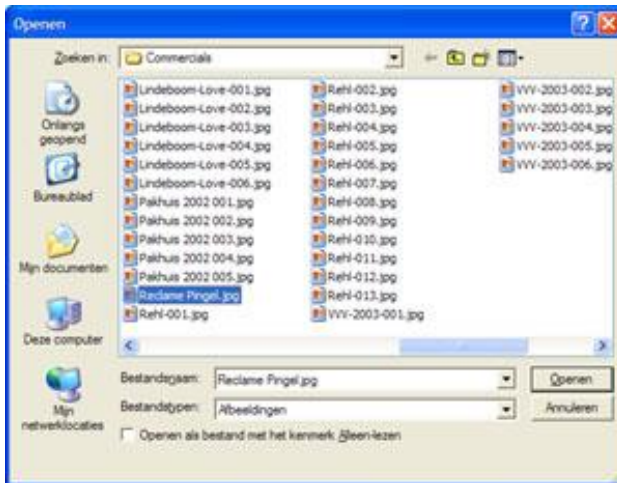 Openen
Zoeken in:
Commercials
Onlangs
geopend
Bureaublad
Mijn documenten
Deze computer
Mijn
netwerklocaties
Lindeboom-Love-001.jpg
Lindeboom-Love-002.jpg
Lindeboom-Love-003.jpg
Lindeboom-Love-004.jpg
Lindeboom-Love-005.jpg
Lindeboom-Love-006.jpg
Pakhuis 2002 001.jpg
Pakhuis 2002 002.jpg
Pakhuis 2002 003.jpg
Pakhuis 2002 004.jpg
Pakhuis 2002 005.jpg
Reclame Pingel.jpg
Rehl-001.jpg
Rehl-002.jpg
Rehl-003.jpg
Rehl-004.jpg
Rehl-005.jpg
Rehl-006.jpg
Rehl-007.jpg
Rehl-008.jpg
Rehl-009.jpg
Rehl-010.jpg
Rehl-011.jpg
Rehl-012.jpg
Rehl-013.jpg
VVV-2003-001.jpg
VVV-2003-002.jpg
VVV-2003-003.jpg
VVV-2003-004.jpg
VVV-2003-005.jpg
VVV-2003-006.jpg
Bestandsnaam:
Reclame Pingel.jpg
Openen
Bestandstypen:
Afbeeldingen
Annuleren
Openen als bestand met het kenmerk Alleen-lezen